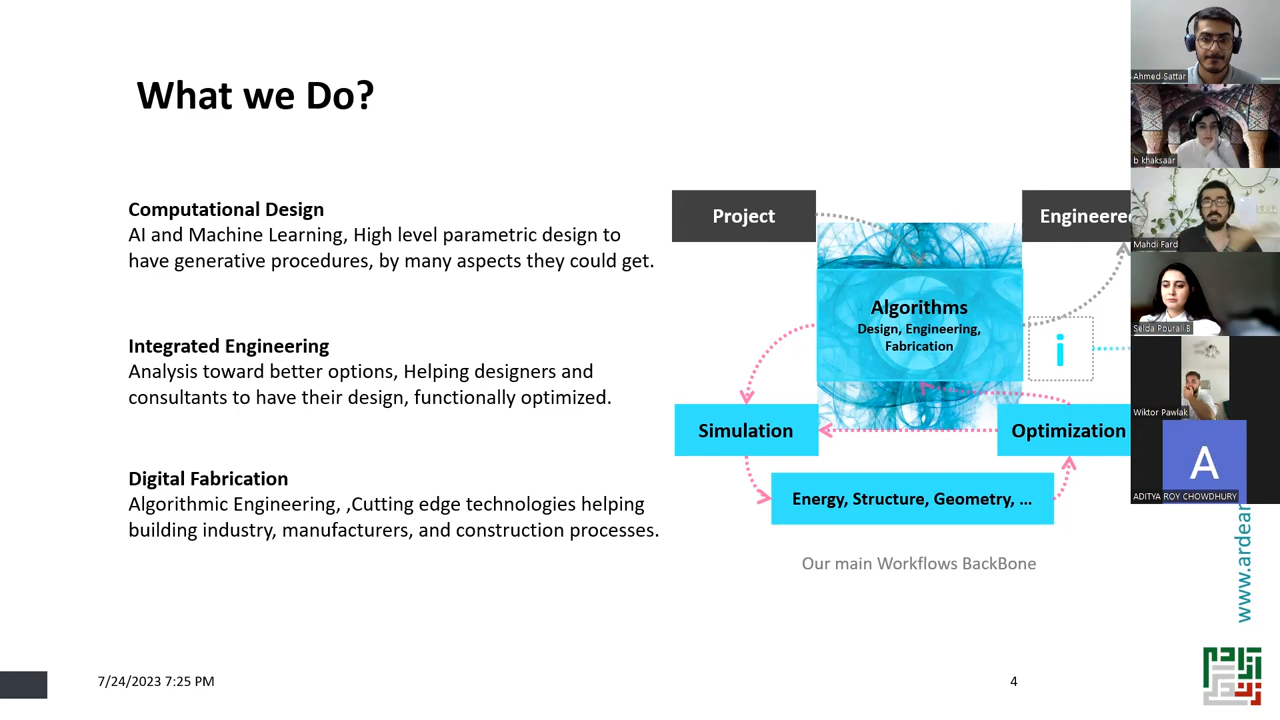 What we Do?
Computational Design
AI and Machine Learning, High level parametric design to
have generative procedures, by many aspects they could get.
Integrated Engineering
Analysis toward better options, Helping designers and
consultants to have their design, functionally optimized.
Digital Fabrication
Algorithmic Engineering, ,Cutting edge technologies helping
building industry, manufacturers, and construction processes.
Project
Engineere
Algorithms
Design, Engineering,
Fabrication
i
Simulation
Optimization
Energy, Structure, Geometry, ...
Our main Workflows BackBone
7/24/2023 7:25 PM
4
www.ardear
Ahmed Sattar
b khaksaar
Mahdi Fard
Selda Pourali.B
Wiktor Pawlak
A
ADITYA ROY CHOWDHURY